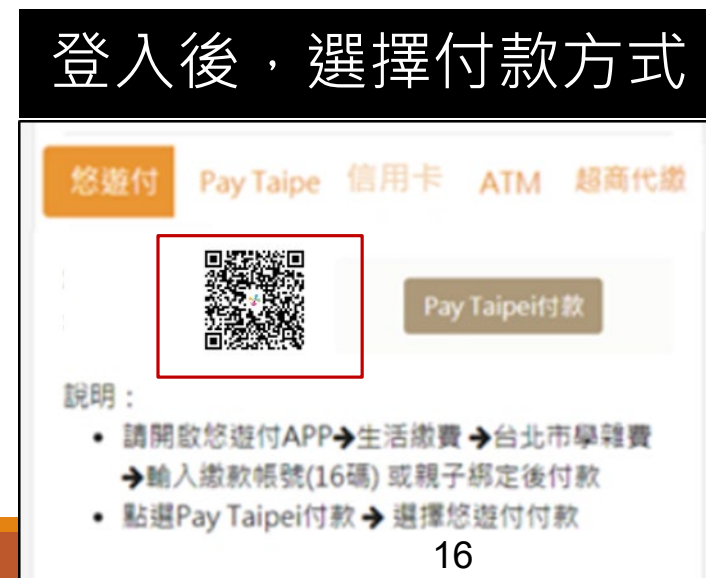 登入後，選擇付款方式
悠遊付 Pay Taipe 信用卡 ATM 超商代繳
Pay Taipei付款
說明：
• 請開啟悠遊付APP➔生活繳費➔台北市學雜費
➔輸入繳款帳號(16碼) 或親子綁定後付款
• 點選Pay Taipei付款➔ 選擇悠遊付付款
16